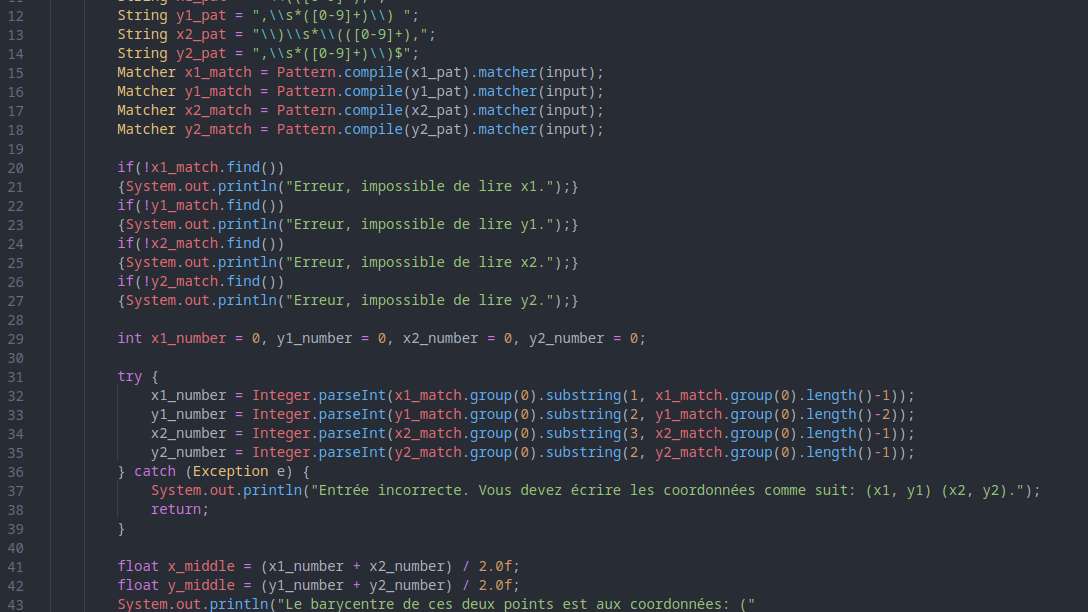 12 String y1_pat = ",\\s*([0-9]+)\\) ";
13 String x2_pat = "\\)\\s*\\(([0-9]+),";
14 String y2_pat = ",\\s*([0-9]+)\\)$";
15 Matcher x1_match = Pattern.compile(x1_pat).matcher(input);
16 Matcher y1_match = Pattern.compile(y1_pat).matcher(input);
17 Matcher x2_match = Pattern.compile(x2_pat).matcher(input);
18 Matcher y2_match = Pattern.compile(y2_pat).matcher(input);
19
20 if(!x1_match.find())
21 {System.out.println("Erreur, impossible de lire x1.");}
22 if(!y1_match.find())
23 {System.out.println("Erreur, impossible de lire y1.");}
24 if(!x2_match.find())
25 {System.out.println("Erreur, impossible de lire x2.");}
26 if(!y2_match.find())
27 {System.out.println("Erreur, impossible de lire y2.");}
28
29 int x1_number = 0, y1_number = 0, x2_number = 0, y2_number = 0;
30
31 try {
32 x1_number = Integer.parseInt(x1_match.group(0).substring(2, x1_match.group(0).length()-1));
33 y1_number = Integer.parseInt(y1_match.group(0).substring(2, y1_match.group(0).length()-2));
34 x2_number = Integer.parseInt(x2_match.group(0).substring(3, x2_match.group(0).length()-1));
35 y2_number = Integer.parseInt(y2_match.group(0).substring(2, y2_match.group(0).length()-1));
36 } catch (Exception e) {
37 System.out.println("Entrée incorrecte. Vous devez écrire les coordonnées comme suit: (x1, y1) (x2, y2).");
38 return;
39 }
40
41 float x_middle = (x1_number + x2_number) / 2.0f;
42 float y_middle = (y1_number + y2_number) / 2.0f;
43 System.out.println("Le barycentre de ces deux points est aux coordonnées: ("